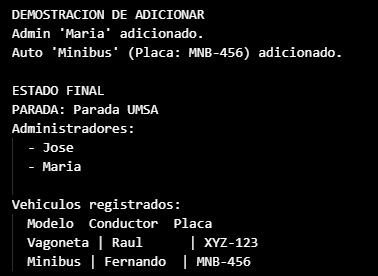 DEMOSTRACION DE ADICIONAR
Admin 'Maria' adicionado.
Auto 'Minibus' (Placa: MNB-456) adicionado.

ESTADO FINAL
PARADA: Parada UMSA
Administradores:
  - Jose
  - Maria

Vehiculos registrados:
  Modelo  Conductor  Placa
  Vagoneta | Raul      | XYZ-123
  Minibus | Fernando  | MNB-456